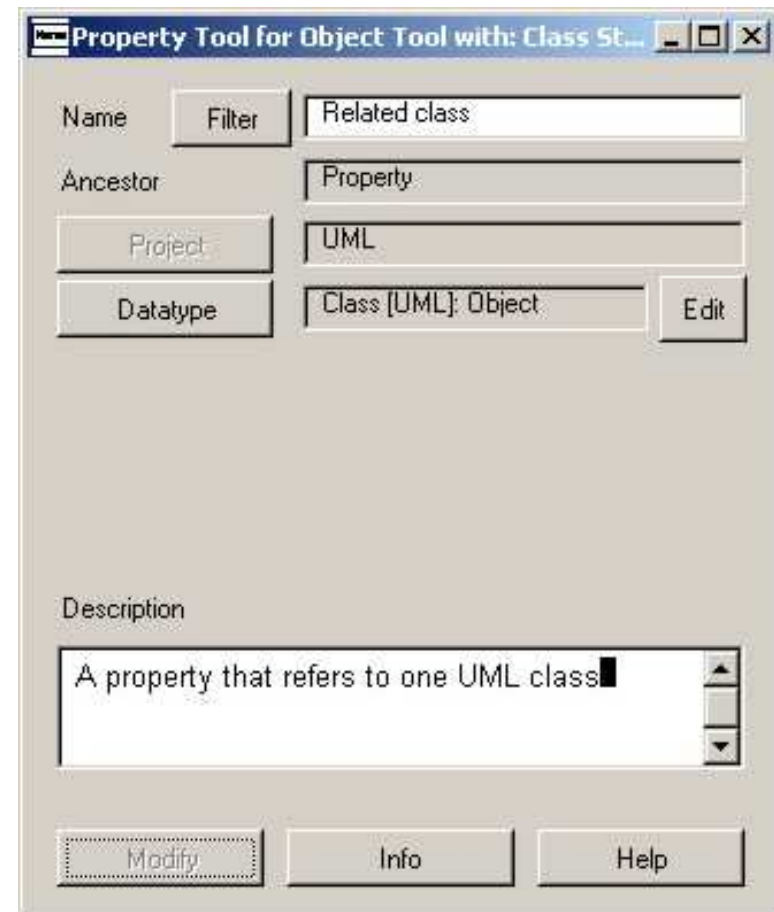 Property Tool for Object Tool with: Class St...
Name Filter Related class
Ancestor Property
Project UML
Datatype Class [UML]: Object Edit
Description
A property that refers to one UML class
Modify Info Help